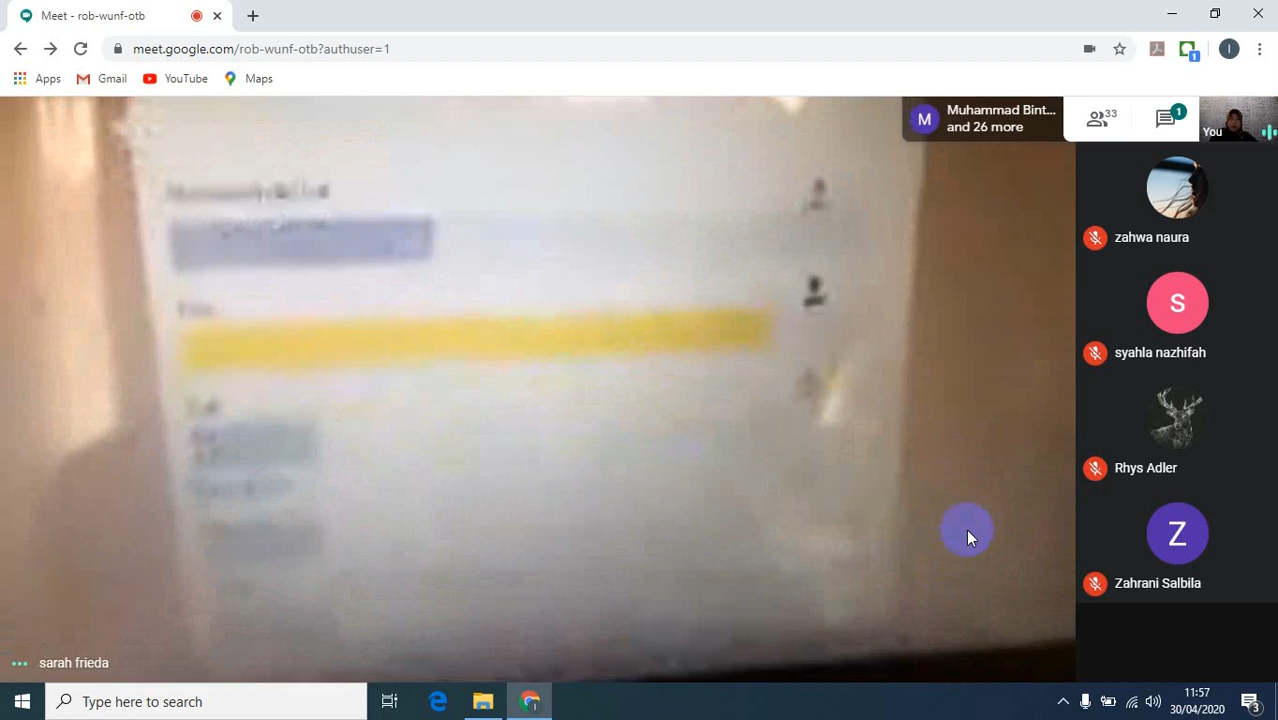 Meet - rob-wunf-otb
meet.google.com/rob-wunf-otb?authuser=1
1
I
Apps
Gmail
YouTube
Maps
M
Muhammad Bint...
and 26 more
33
1
You
zahwa naura
S
syahla nazhifah
Rhys Adler
Z
Zahrani Salbila
sarah frieda
Type here to search
11:57
30/04/2020
3